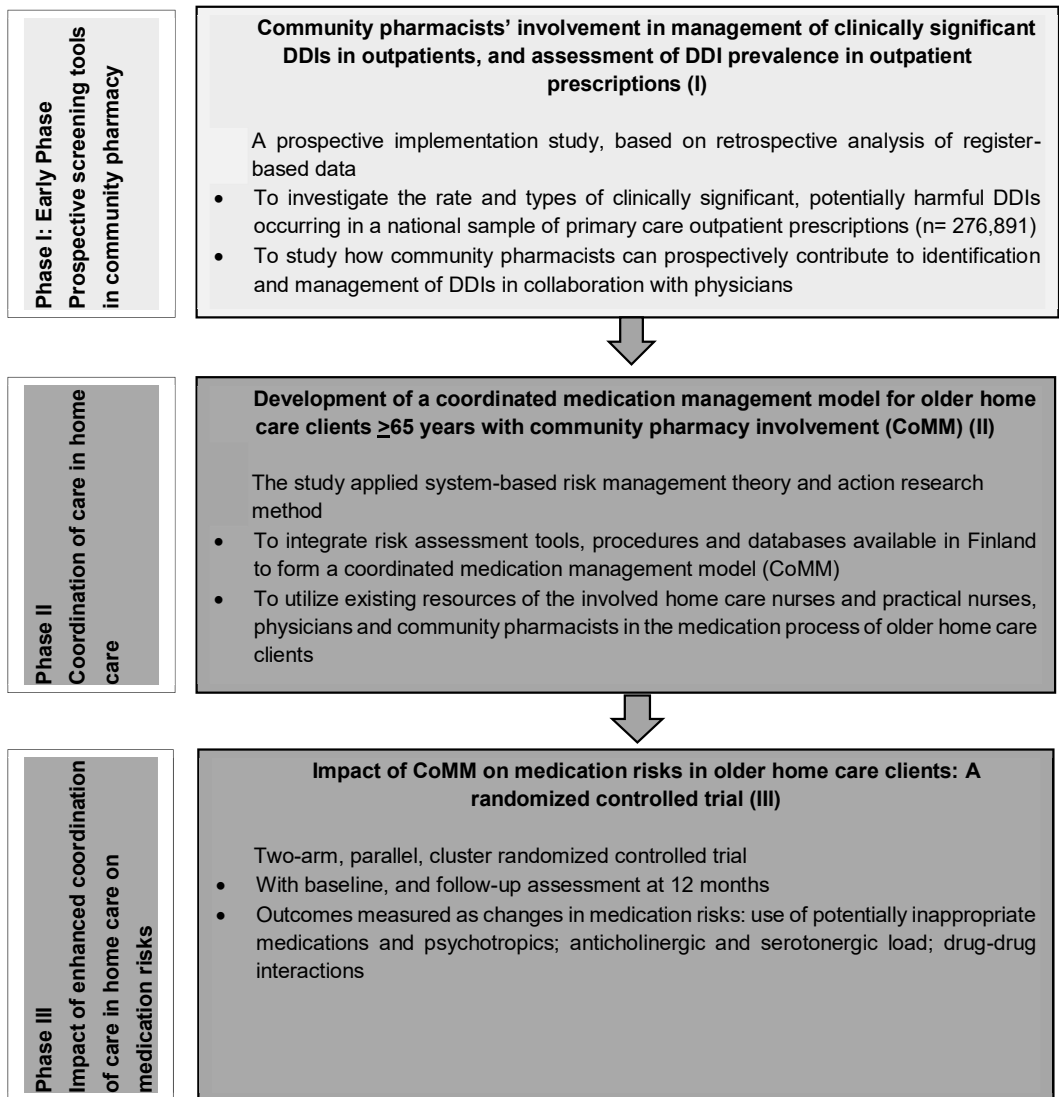 Phase I: Early Phase
Prospective screening tools
in community pharmacy
Community pharmacists’ involvement in management of clinically significant
DDIs in outpatients, and assessment of DDI prevalence in outpatient
prescriptions (I)
A prospective implementation study, based on retrospective analysis of register-
based data
• To investigate the rate and types of clinically significant, potentially harmful DDIs
occurring in a national sample of primary care outpatient prescriptions (n= 276,891)
• To study how community pharmacists can prospectively contribute to identification
and management of DDIs in collaboration with physicians
Phase II
Coordination of care in home
care
Development of a coordinated medication management model for older home
care clients ≥65 years with community pharmacy involvement (CoMM) (II)
The study applied system-based risk management theory and action research
method
• To integrate risk assessment tools, procedures and databases available in Finland
to form a coordinated medication management model (CoMM)
• To utilize existing resources of the involved home care nurses and practical nurses,
physicians and community pharmacists in the medication process of older home care
clients
Phase III
Impact of enhanced coordination
of care in home care on
medication risks
Impact of CoMM on medication risks in older home care clients: A
randomized controlled trial (III)
Two-arm, parallel, cluster randomized controlled trial
• With baseline, and follow-up assessment at 12 months
• Outcomes measured as changes in medication risks: use of potentially inappropriate
medications and psychotropics; anticholinergic and serotonergic load; drug-drug
interactions